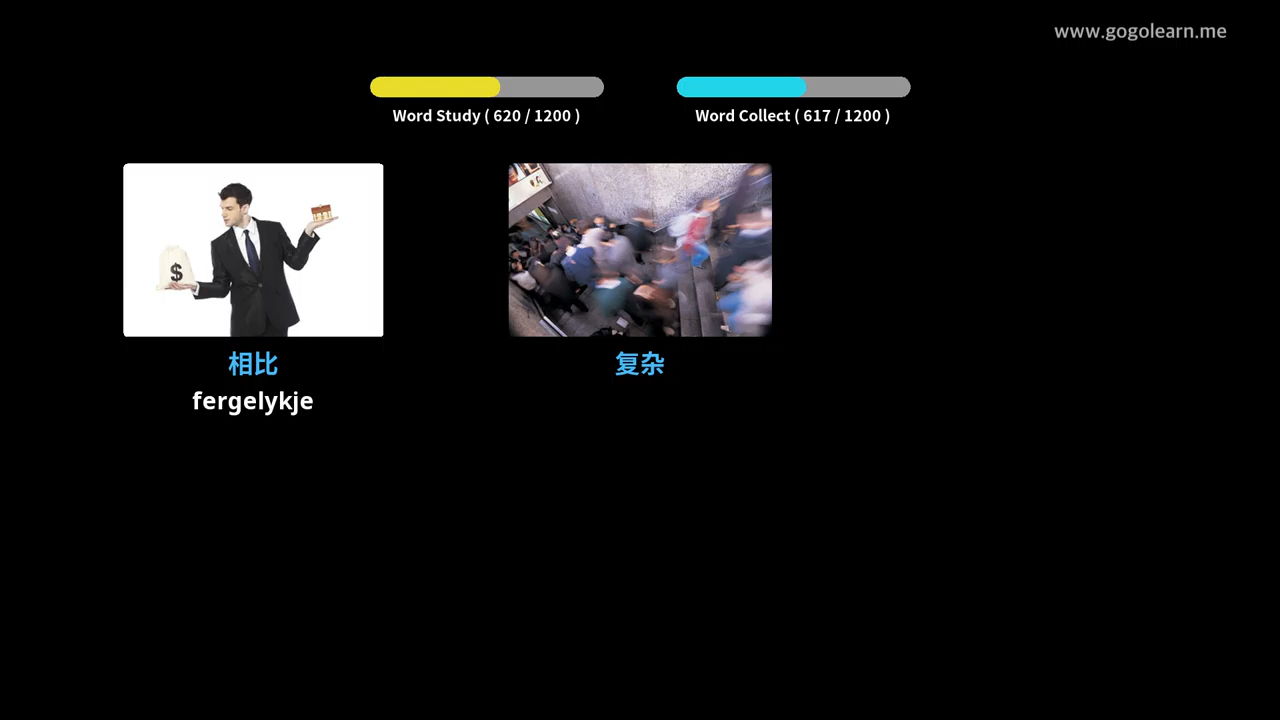 www.gogolearn.me
Word Study ( 620 / 1200 )
Word Collect ( 617 / 1200 )
$
相比
复杂
fergelykje